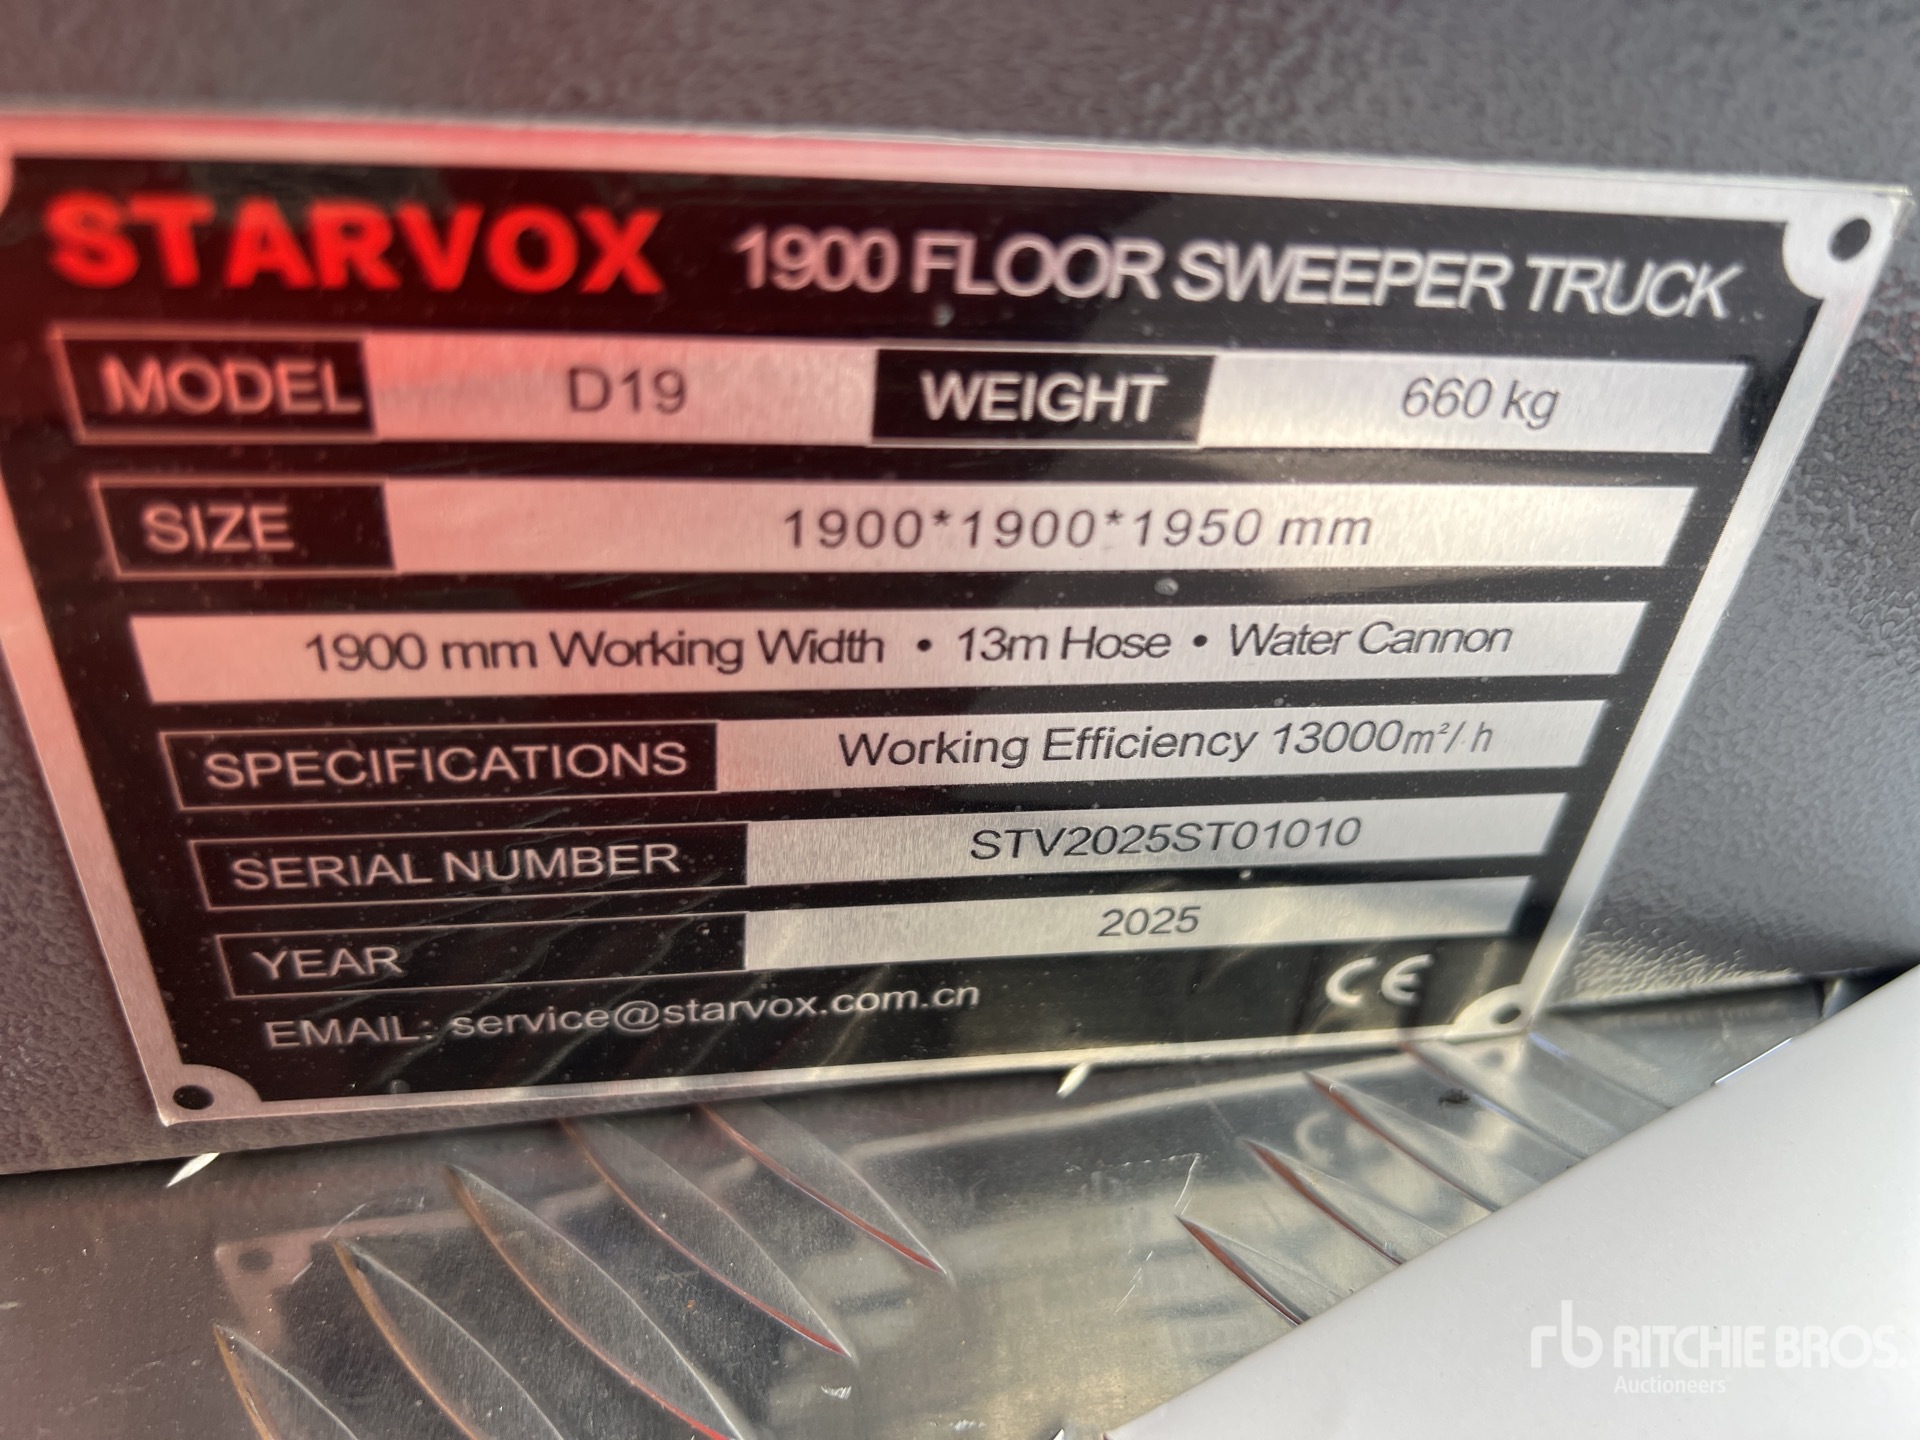 STARVOX 1900 FLOOR SWEEPER TRUCK
MODEL D19 WEIGHT 660 kg
SIZE 1900*1900*1950 mm
1900 mm Working Width • 13m Hose • Water Cannon
SPECIFICATIONS Working Efficiency 13000m²/h
SERIAL NUMBER STV2025ST01010
YEAR 2025
EMAIL: service@starvox.com.cn CE
rb RITCHIE BROS.
Auctioneers